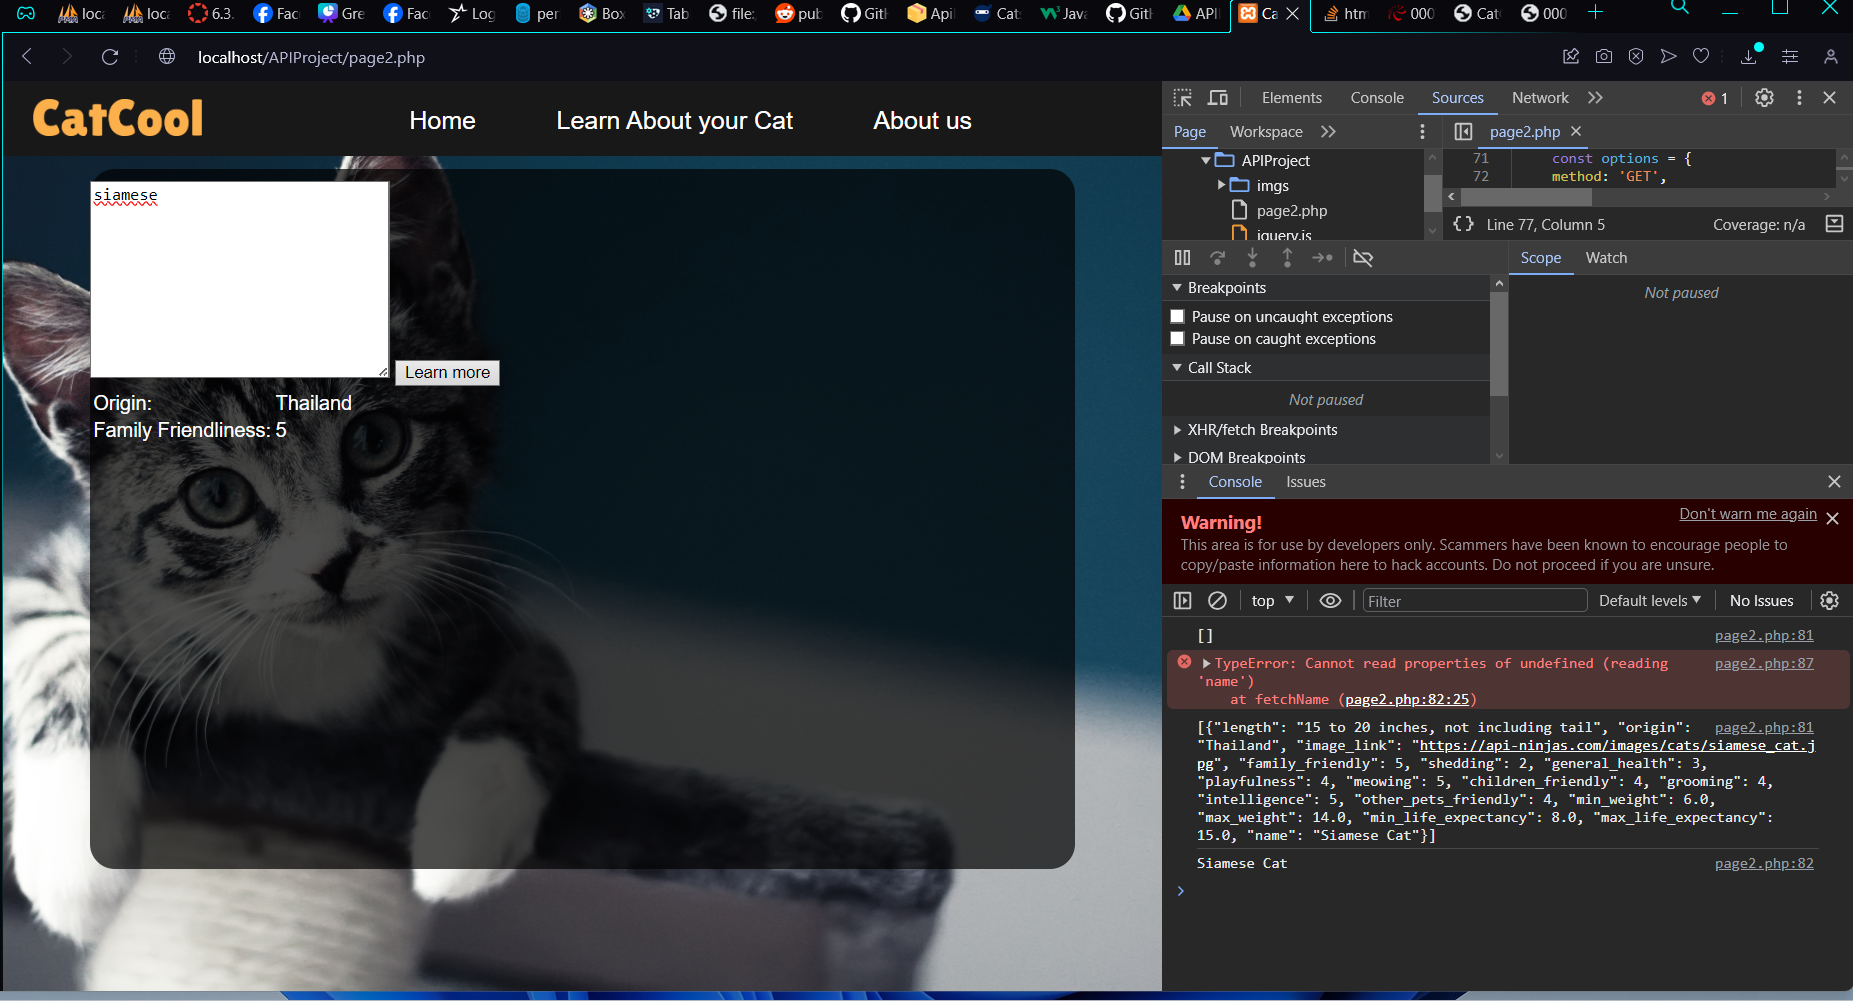 loca
loca
6.3.
Fac
Gre
Fac
Log
per
Box
Tab
file:
pub
GitH
Api
Cat
Java
GitH
API
Ca
htm
000
Cat
000
localhost/APIProject/page2.php
CatCool
Home
Learn About your Cat
About us
siamese
Learn more
Origin: Thailand
Family Friendliness: 5
Elements
Console
Sources
Network
1
Page
Workspace
page2.php
APIProject
imgs
page2.php
jquery.js
71 const options = {
72 method: 'GET',
{} Line 77, Column 5
Coverage: n/a
Scope
Watch
Not paused
Breakpoints
Pause on uncaught exceptions
Pause on caught exceptions
Call Stack
Not paused
XHR/fetch Breakpoints
DOM Breakpoints
Console
Issues
Warning!
Don't warn me again
This area is for use by developers only. Scammers have been known to encourage people to
copy/paste information here to hack accounts. Do not proceed if you are unsure.
top
Filter
Default levels
No Issues
[] page2.php:81
TypeError: Cannot read properties of undefined (reading page2.php:87
'name')
at fetchName (page2.php:82:25)
[{"length": "15 to 20 inches, not including tail", "origin": page2.php:81
"Thailand", "image_link": "https://api-ninjas.com/images/cats/siamese_cat.j
pg", "family_friendly": 5, "shedding": 2, "general_health": 3,
"playfulness": 4, "meowing": 5, "children_friendly": 4, "grooming": 4,
"intelligence": 5, "other_pets_friendly": 4, "min_weight": 6.0,
"max_weight": 14.0, "min_life_expectancy": 8.0, "max_life_expectancy":
15.0, "name": "Siamese Cat"}]
Siamese Cat page2.php:82